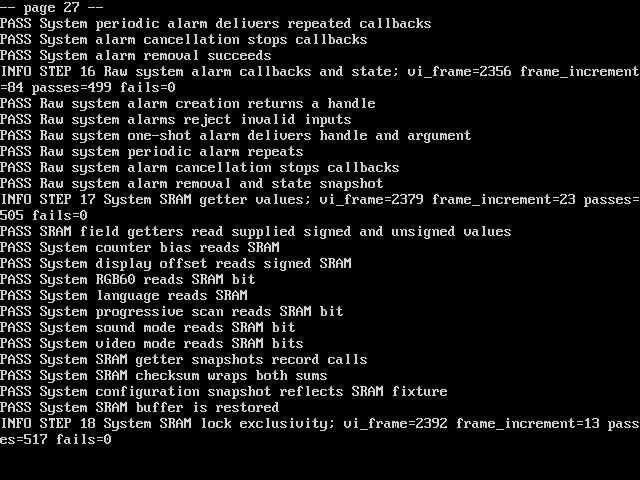 -- page 27 --
PASS System periodic alarm delivers repeated callbacks
PASS System alarm cancellation stops callbacks
PASS System alarm removal succeeds
INFO STEP 16 Raw system alarm callbacks and state; vi_frame=2356 frame_increment
=84 passes=499 fails=0
PASS Raw system alarm creation returns a handle
PASS Raw system alarms reject invalid inputs
PASS Raw system one-shot alarm delivers handle and argument
PASS Raw system periodic alarm repeats
PASS Raw system alarm cancellation stops callbacks
PASS Raw system alarm removal and state snapshot
INFO STEP 17 System SRAM getter values; vi_frame=2379 frame_increment=23 passes=
505 fails=0
PASS SRAM field getters read supplied signed and unsigned values
PASS System counter bias reads SRAM
PASS System display offset reads signed SRAM
PASS System RGB60 reads SRAM bit
PASS System language reads SRAM
PASS System progressive scan reads SRAM bit
PASS System sound mode reads SRAM bit
PASS System video mode reads SRAM bits
PASS System SRAM getter snapshots record calls
PASS System SRAM checksum wraps both sums
PASS System configuration snapshot reflects SRAM fixture
PASS System SRAM buffer is restored
INFO STEP 18 System SRAM lock exclusivity; vi_frame=2392 frame_increment=13 pass
es=517 fails=0